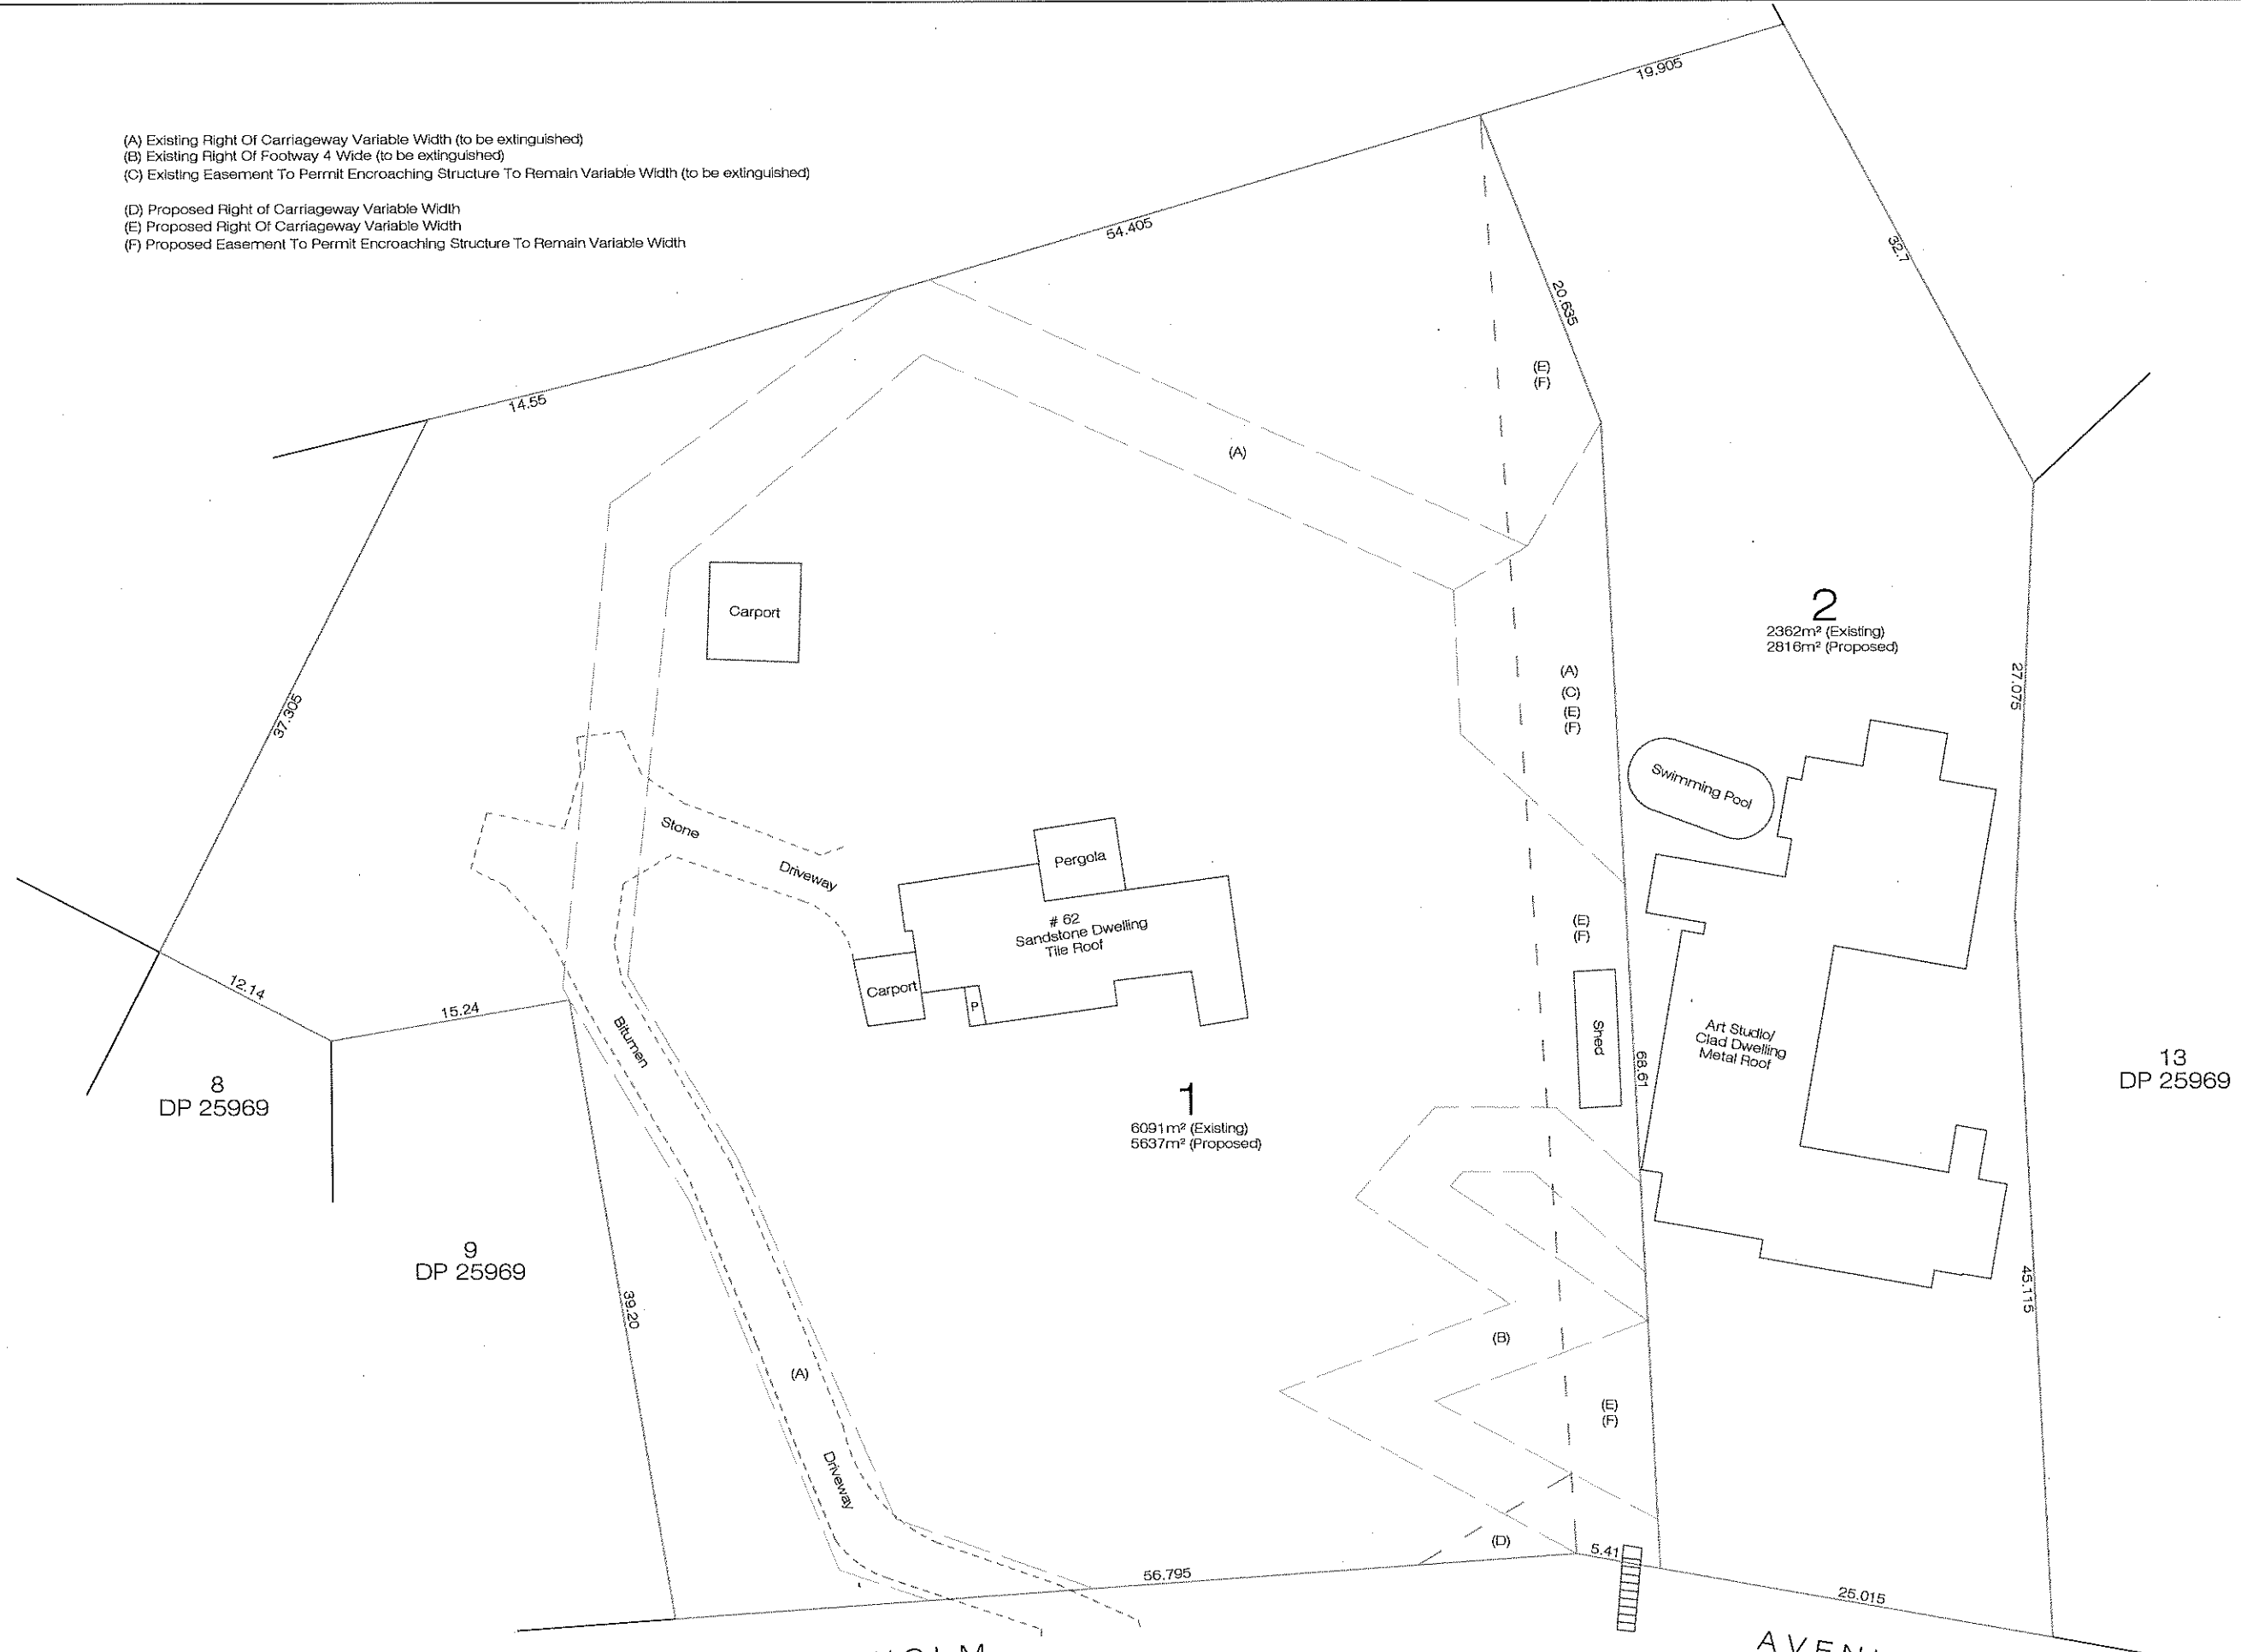 (A) Existing Right Of Carriageway Variable Width (to be extinguished)
(B) Existing Right Of Footway 4 Wide (to be extinguished)
(C) Existing Easement To Permit Encroaching Structure To Remain Variable Width (to be extinguished)
(D) Proposed Right of Carriageway Variable Width
(E) Proposed Right Of Carriageway Variable Width
(F) Proposed Easement To Permit Encroaching Structure To Remain Variable Width
19.905
54.405
32.7
20.635
(E)
(F)
14.55
(A)
Carport
2
2362m² (Existing)
2816m² (Proposed)
37.305
(A)
(C)
(E)
(F)
27.075
Swimming Pool
Stone
Driveway
Pergola
# 62
Sandstone Dwelling
Tile Roof
(E)
(F)
12.14
15.24
Carport
P
Bitumen
Shed
68.61
Art Studio/
Clad Dwelling
Metal Roof
13
DP 25969
8
DP 25969
1
6091m² (Existing)
5637m² (Proposed)
9
DP 25969
39.20
45.115
(B)
(A)
(E)
(F)
Driveway
(D)
5.41
56.795
25.015